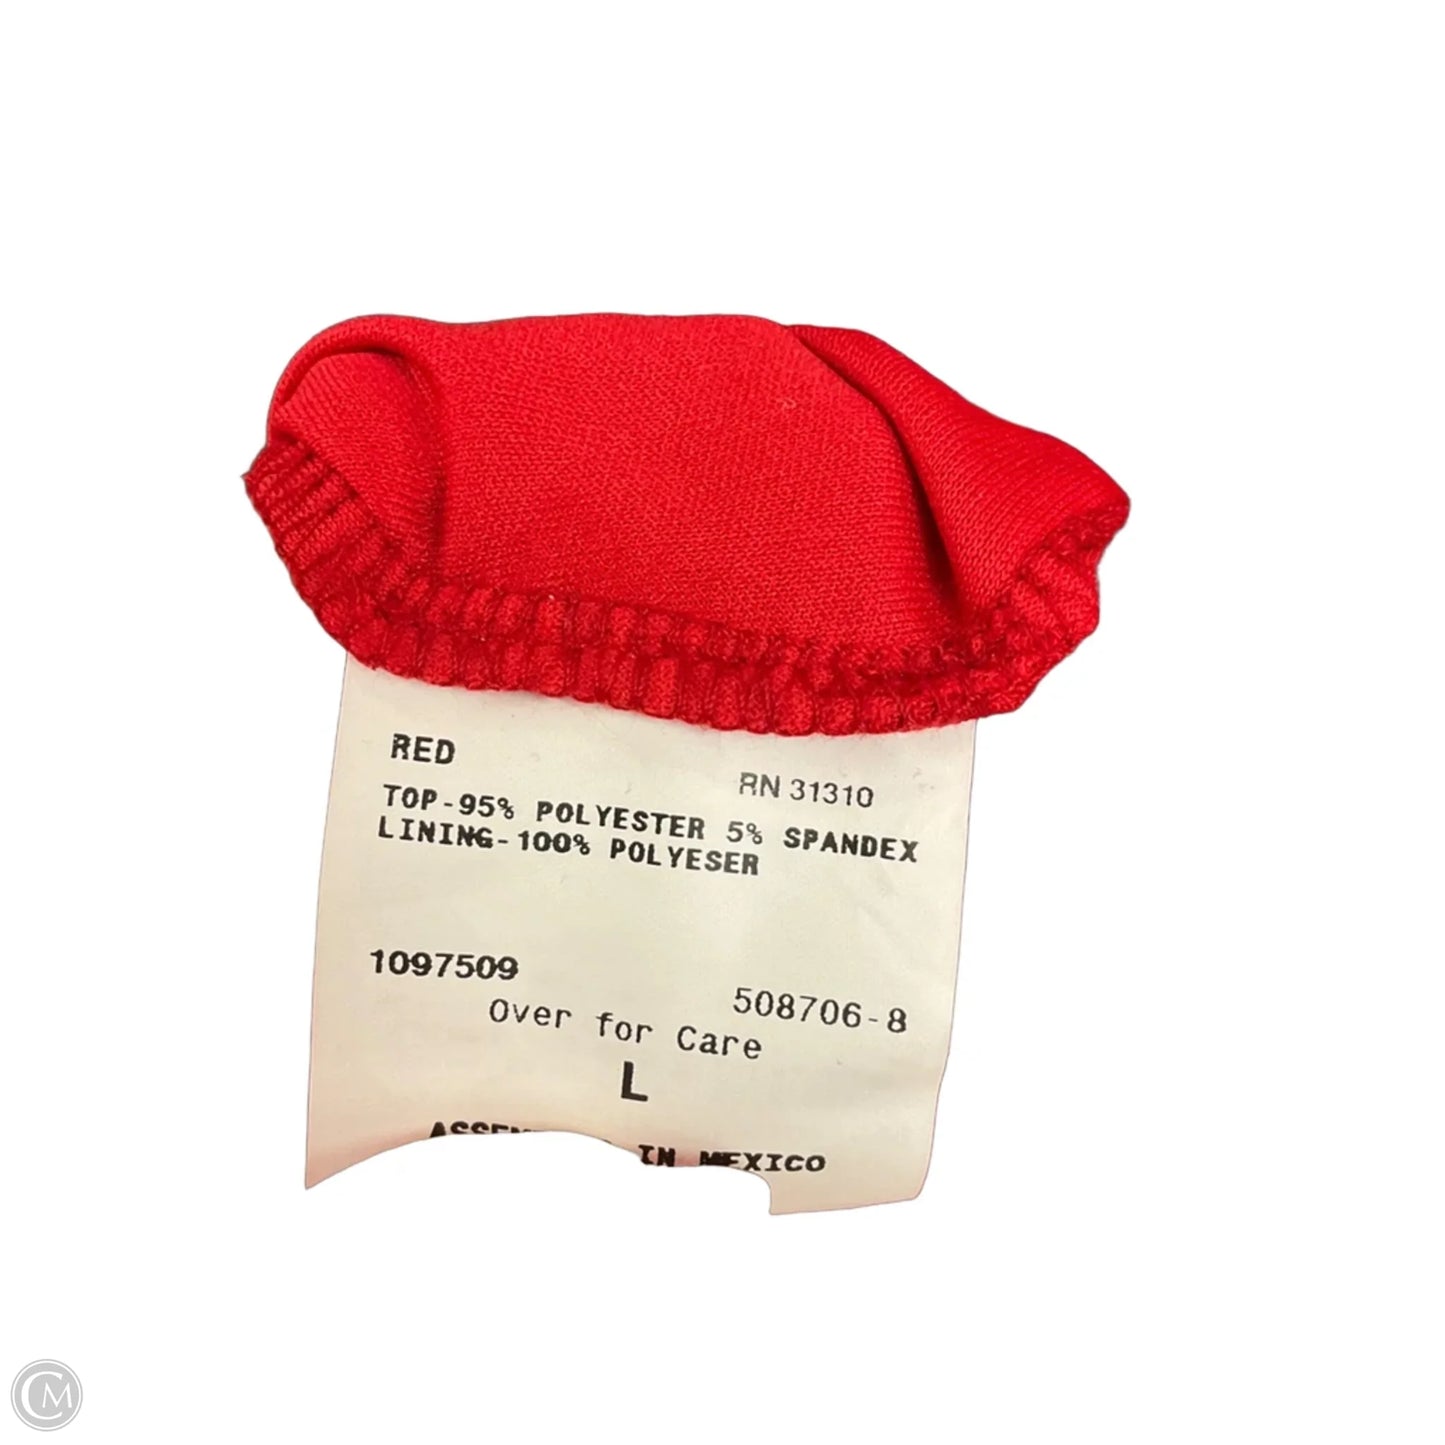 RED
RN 31310
TOP-95% POLYESTER 5% SPANDEX
LINING-100% POLYESER
1097509
508706-8
Over for Care
L
IN MEXICO
CM